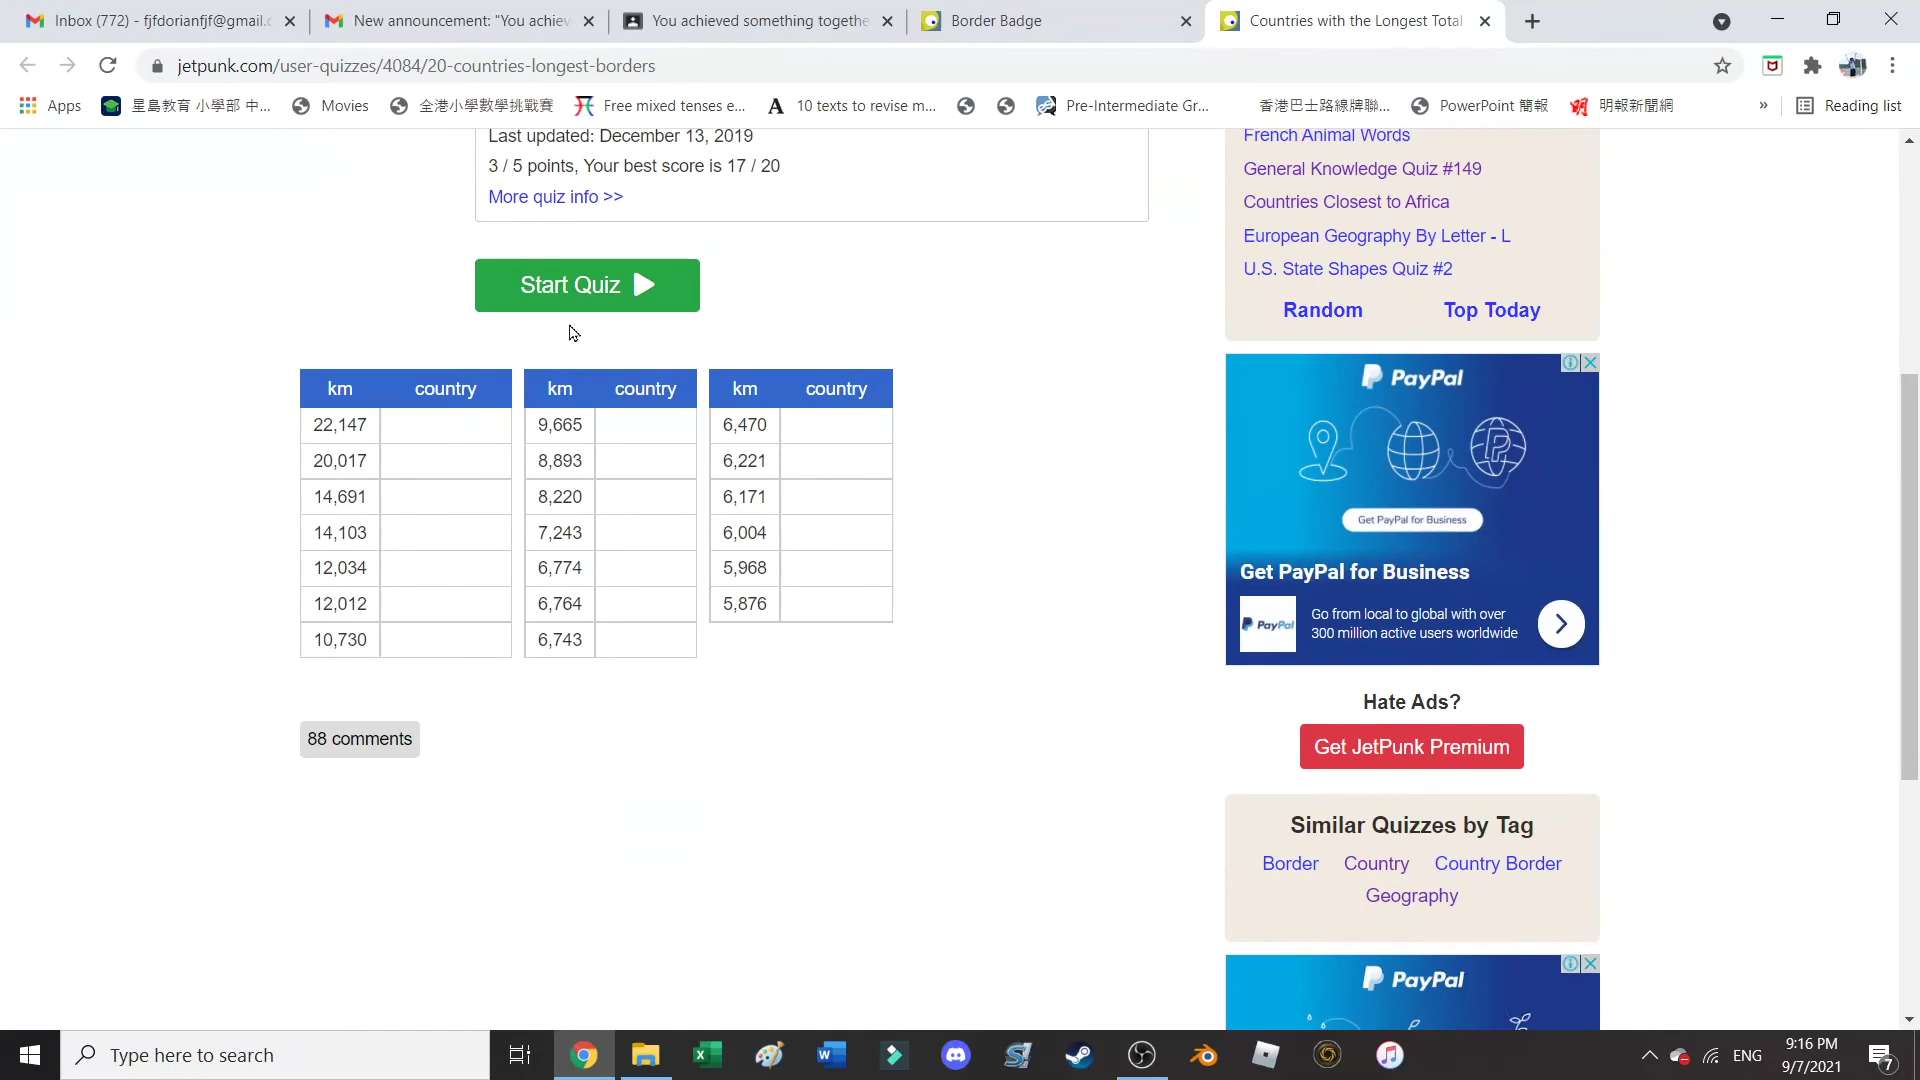 Inbox (772) - fjfdorianfjf@gmail.c
New announcement: "You achiev
You achieved something togethe
Border Badge
Countries with the Longest Total
jetpunk.com/user-quizzes/4084/20-countries-longest-borders
Apps
星島教育 小學部 中...
Movies
全港小學數學挑戰賽
Free mixed tenses e...
10 texts to revise m...
Pre-Intermediate Gr...
香港巴士路線牌聯...
PowerPoint 簡報
明報新聞網
»
Reading list
Last updated: December 13, 2019
3 / 5 points, Your best score is 17 / 20
More quiz info >>
Start Quiz
km country km country km country
22,147 9,665 6,470
20,017 8,893 6,221
14,691 8,220 6,171
14,103 7,243 6,004
12,034 6,774 5,968
12,012 6,764 5,876
10,730 6,743
88 comments
French Animal Words
General Knowledge Quiz #149
Countries Closest to Africa
European Geography By Letter - L
U.S. State Shapes Quiz #2
Random Top Today
PayPal
Get PayPal for Business
Get PayPal for Business
PayPal
Go from local to global with over
300 million active users worldwide
Hate Ads?
Get JetPunk Premium
Similar Quizzes by Tag
Border Country Country Border
Geography
PayPal
Type here to search
ENG
9:16 PM
9/7/2021
7